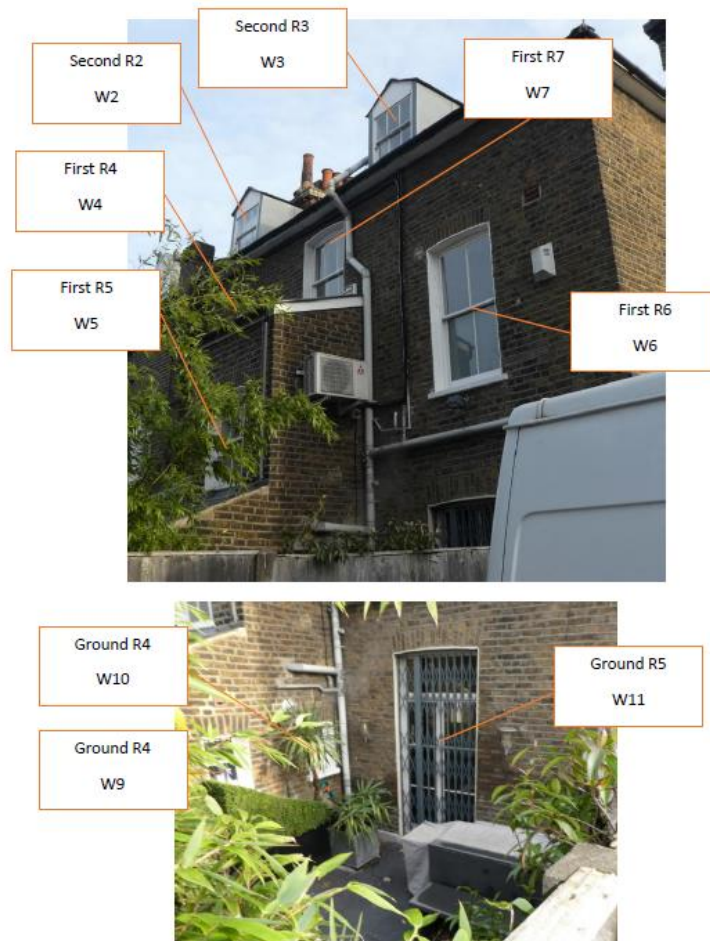 Second R3
W3
Second R2
W2
First R7
W7
First R4
W4
First R5
W5
First R6
W6
Ground R4
W10
Ground R5
W11
Ground R4
W9